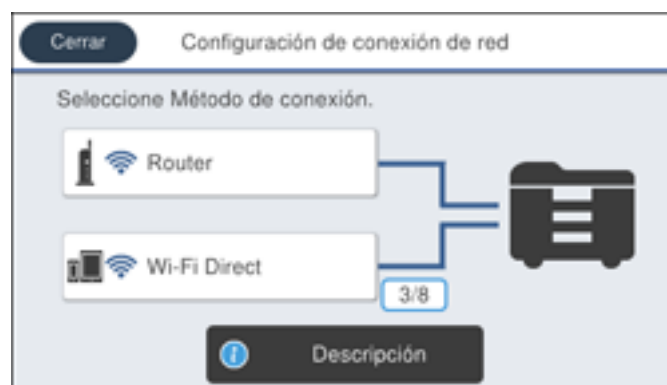 Cerrar
Configuración de conexión de red
Seleccione Método de conexión.
Router
Wi-Fi Direct
3/8
i
Descripción